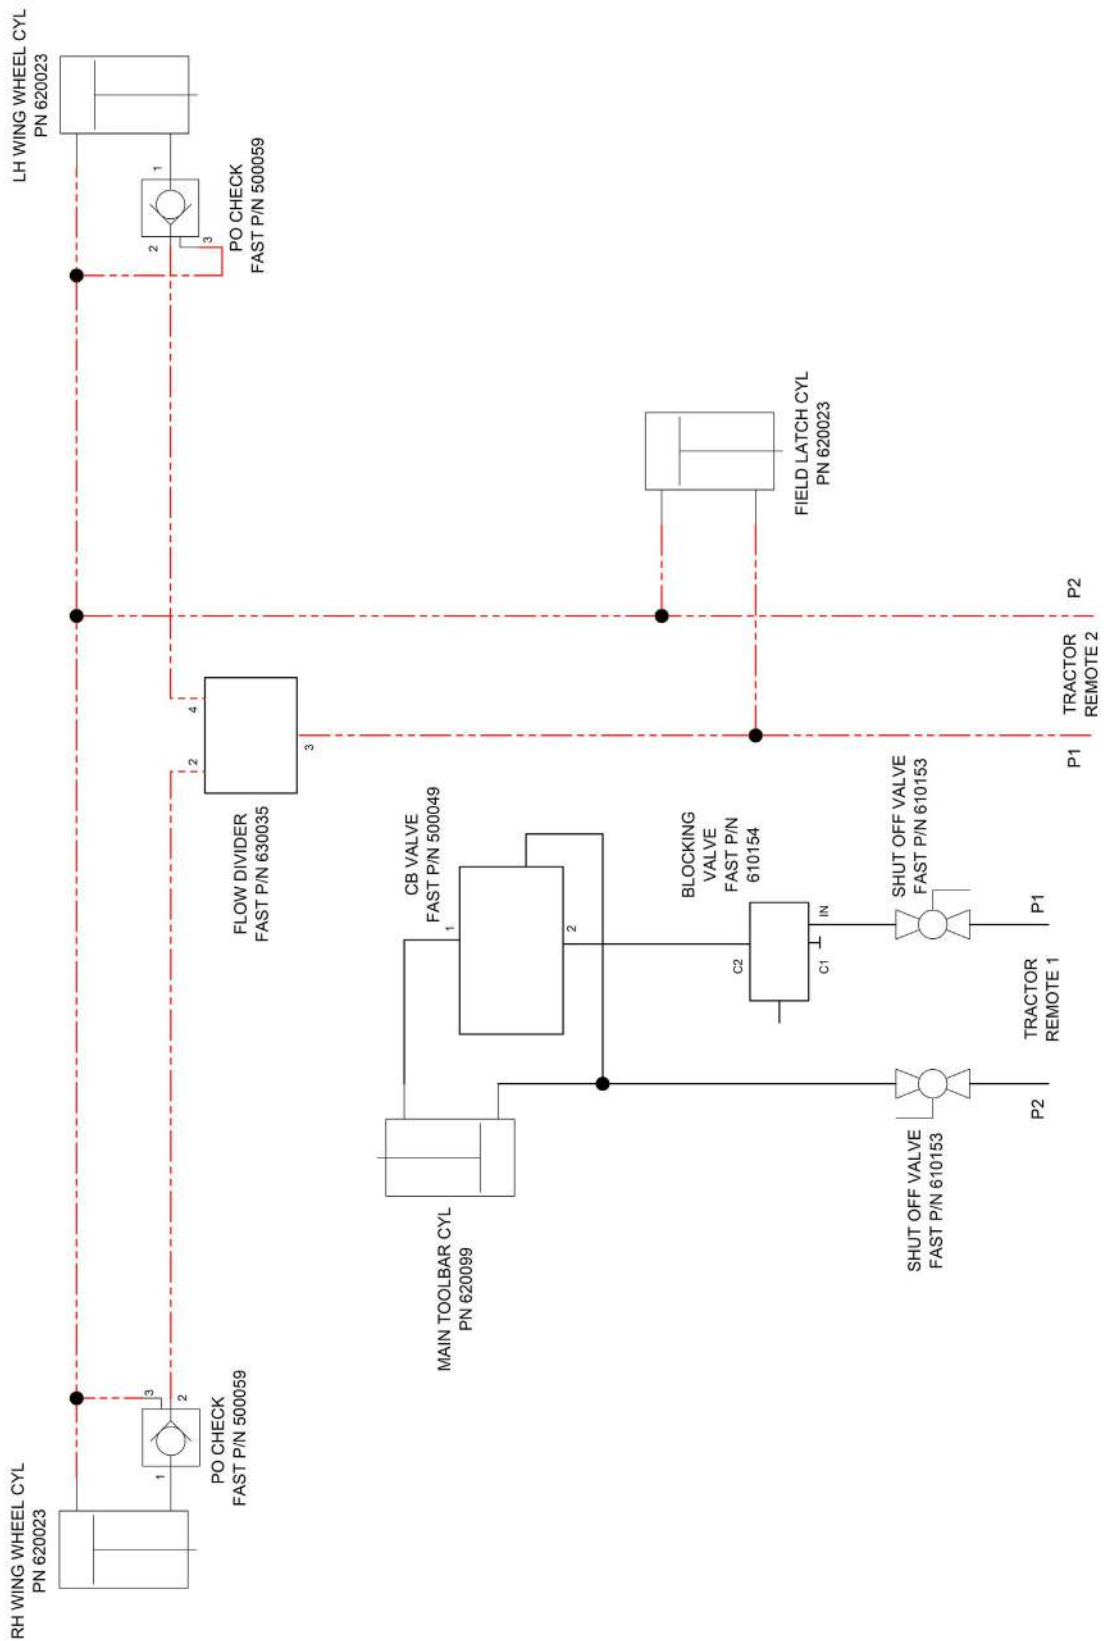 RH WING WHEEL CYL
PN 620023
1
3
2
PO CHECK
FAST P/N 500059
LH WING WHEEL CYL
PN 620023
1
2
3
PO CHECK
FAST P/N 500059
2
4
3
FLOW DIVIDER
FAST P/N 630035
MAIN TOOLBAR CYL
PN 620099
CB VALVE
FAST P/N 500049
1
2
FIELD LATCH CYL
PN 620023
BLOCKING
VALVE
FAST P/N
610154
C2
C1
IN
SHUT OFF VALVE
FAST P/N 610153
SHUT OFF VALVE
FAST P/N 610153
P2
TRACTOR
REMOTE 1
P1
P1
TRACTOR
REMOTE 2
P2